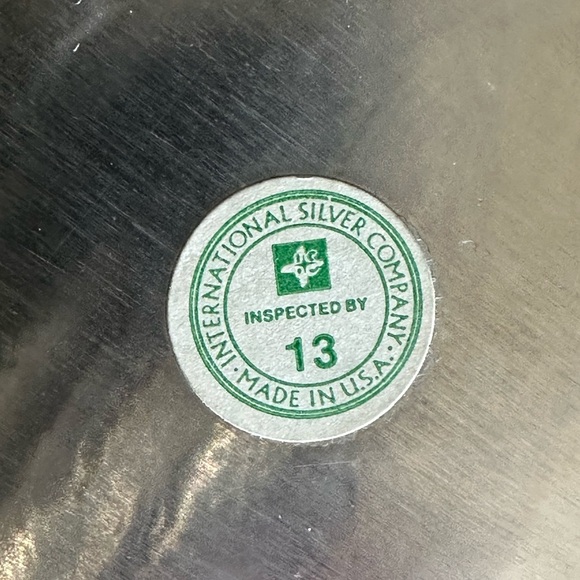 INTERNATIONAL SILVER COMPANY
INSPECTED BY
13
· MADE IN U.S.A. ·